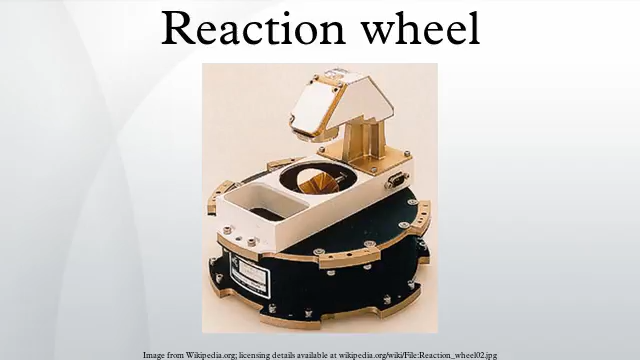 Reaction wheel
Image from Wikipedia.org; licensing details available at wikipedia.org/wiki/File:Reaction_wheel02.jpg